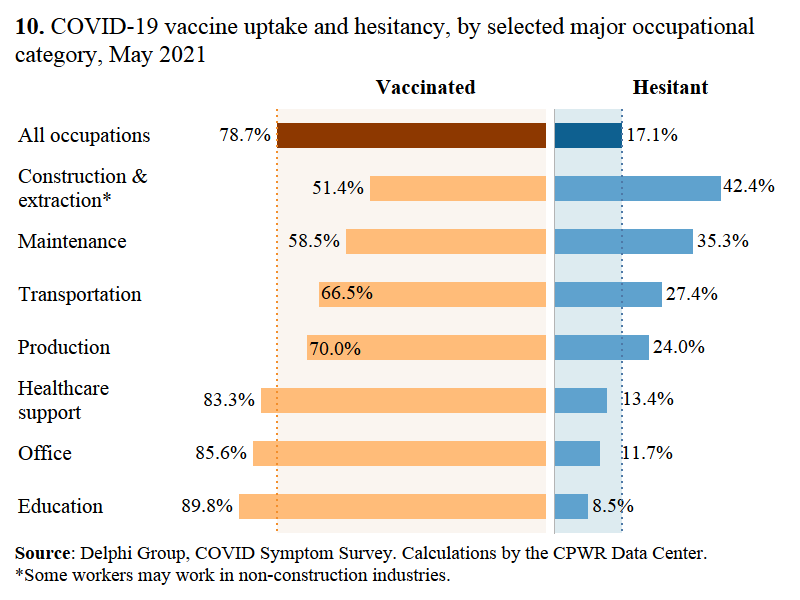 10. COVID-19 vaccine uptake and hesitancy, by selected major occupational
category, May 2021
Vaccinated Hesitant
All occupations 78.7% 17.1%
Construction &
extraction* 51.4% 42.4%
Maintenance 58.5% 35.3%
Transportation 66.5% 27.4%
Production 70.0% 24.0%
Healthcare
support 83.3% 13.4%
Office 85.6% 11.7%
Education 89.8% 8.5%
Source: Delphi Group, COVID Symptom Survey. Calculations by the CPWR Data Center.
*Some workers may work in non-construction industries.